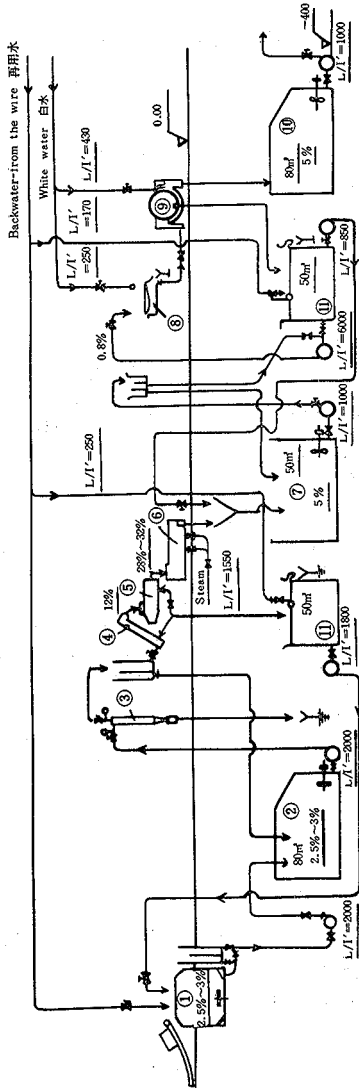 Backwater-from the wire 再用水
White water 白水
L/I'=430
L/I'
=170
L/I'
=250
0.8%
L/I'=250
0.00
-400
L/I'=1000
⑩
80㎥
5%
⑨
⑧
⑪
50㎥
L/I'=850
L/I'=6000
L/I'=1000
50㎥
⑦
5%
⑥
28%~32%
Steam
L/I'=1550
⑤
12%
④
⑪
50㎥
L/I'=1800
③
L/I'=2000
②
80㎥
2.5%~3%
L/I'=2000
①
2.5%~3%